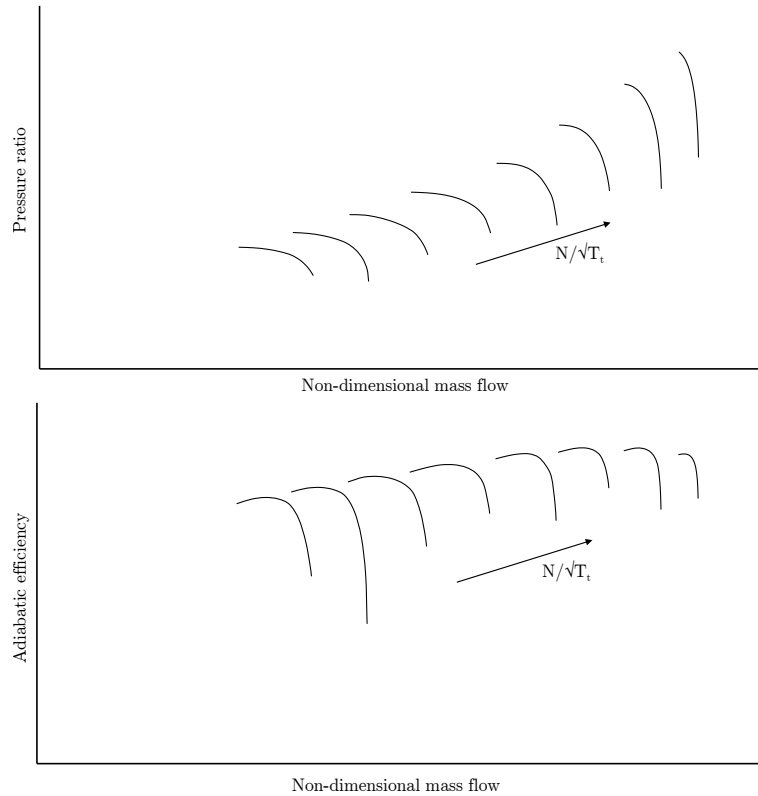 Pressure ratio
N/√Tₜ
Non-dimensional mass flow
Adiabatic efficiency
N/√Tₜ
Non-dimensional mass flow